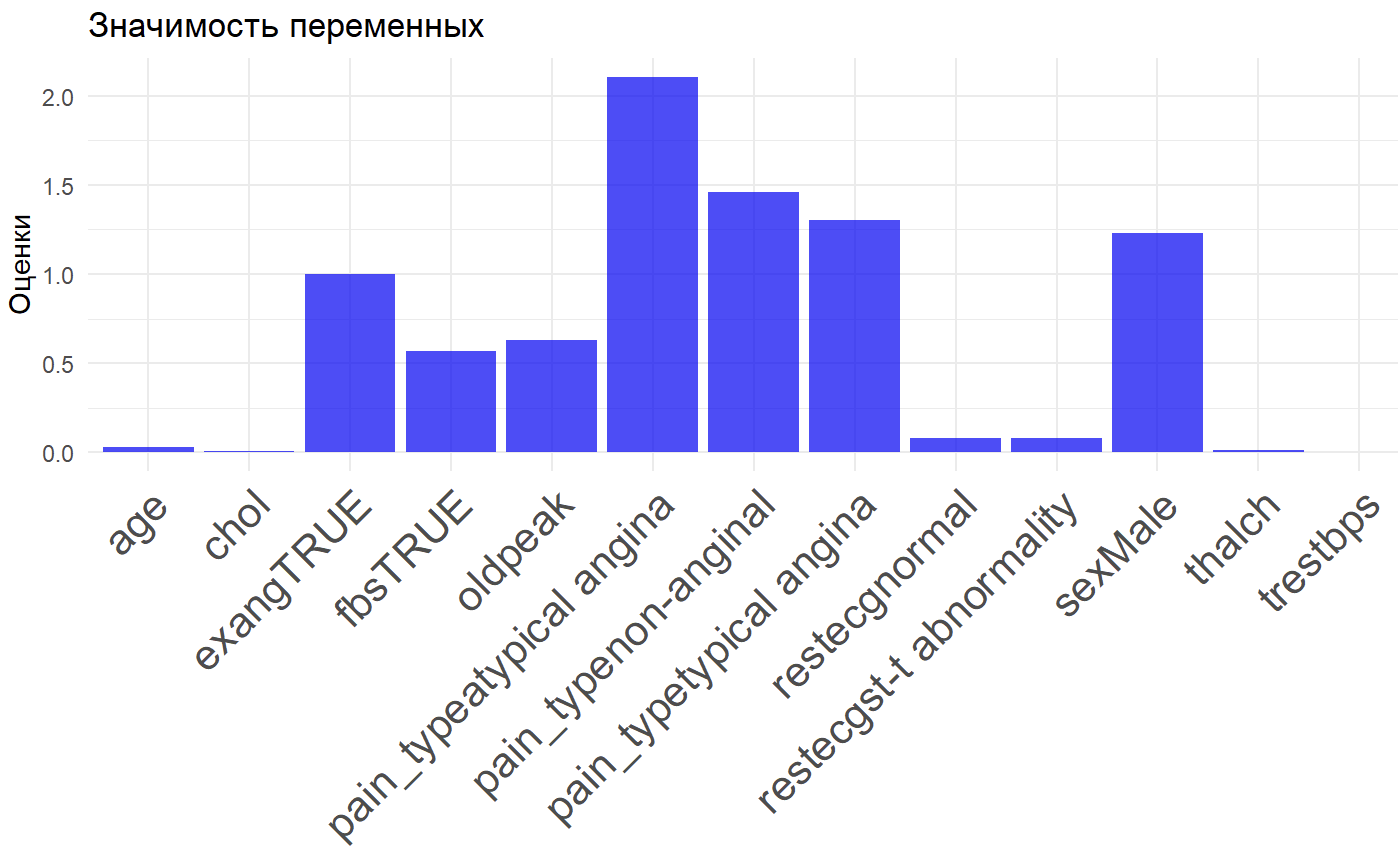 Значимость переменных
Оценки
2.0
1.5
1.0
0.5
0.0
age
chol
exangTRUE
fbsTRUE
oldpeak
pain_typeatypical angina
pain_typenon-anginal
pain_typetypical angina
restecgnormal
restecgst-t abnormality
sexMale
thalch
trestbps